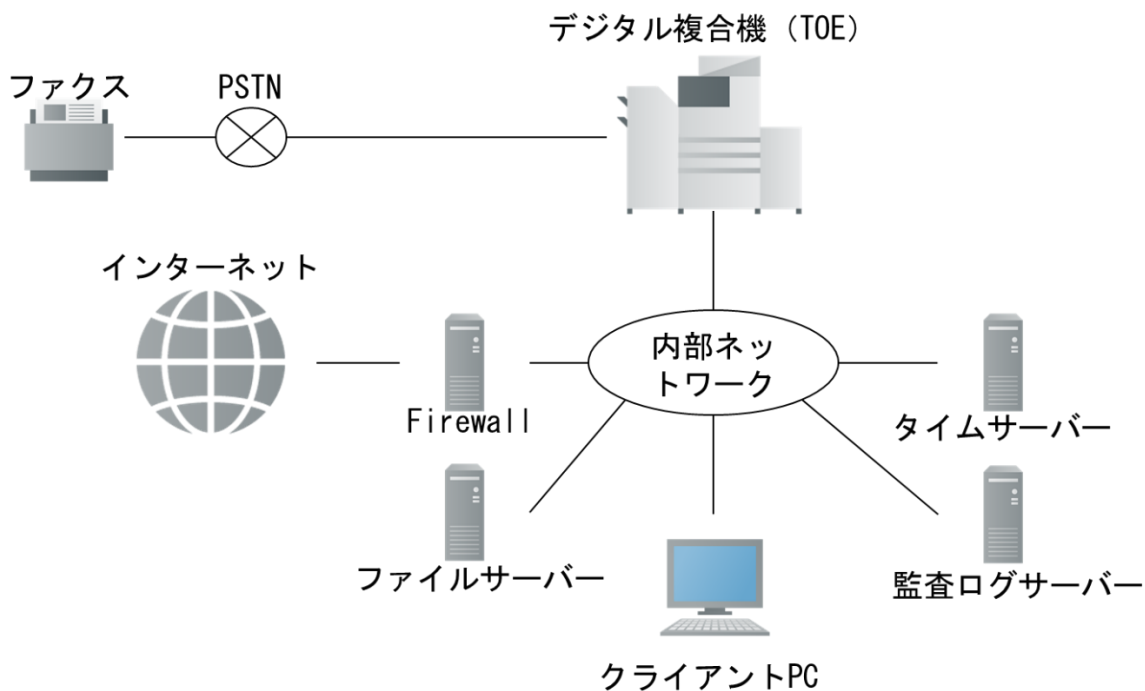 デジタル複合機（TOE）
ファクス
PSTN
インターネット
内部ネッ
トワーク
Firewall
タイムサーバー
ファイルサーバー
監査ログサーバー
クライアントPC